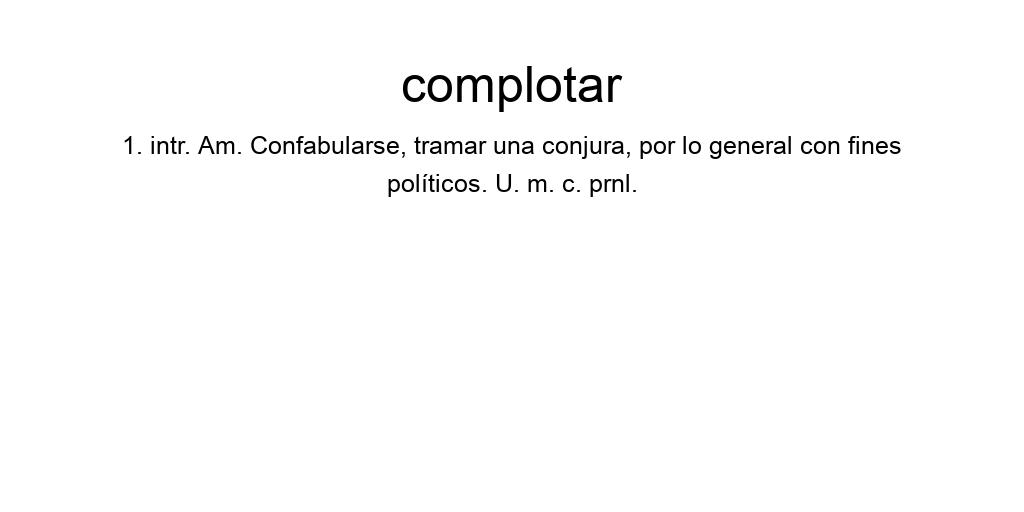 complotar
1. intr. Am. Confabularse, tramar una conjura, por lo general con fines
políticos. U. m. c. prnl.